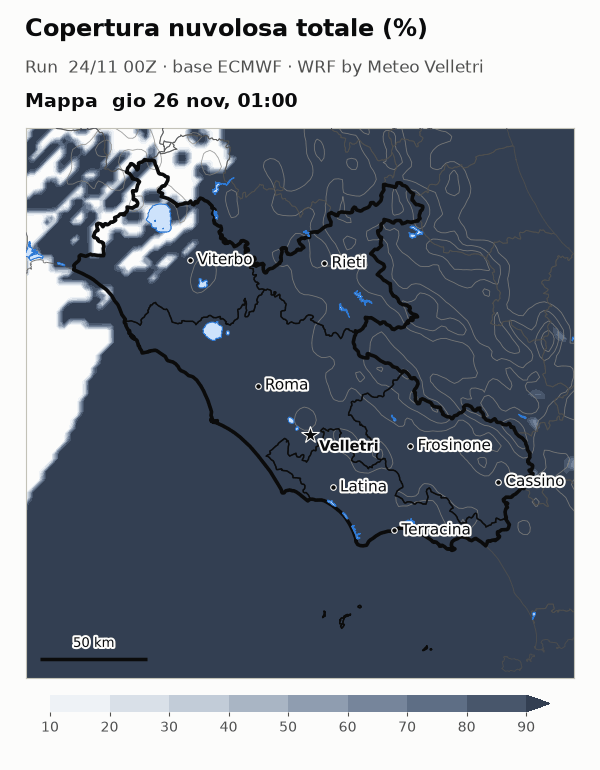 Copertura nuvolosa totale (%)
Run  24/11 00Z · base ECMWF · WRF by Meteo Velletri
Mappa  gio 26 nov, 01:00
Viterbo
Rieti
Roma
Velletri
Frosinone
Cassino
Latina
Terracina
50 km
10 20 30 40 50 60 70 80 90